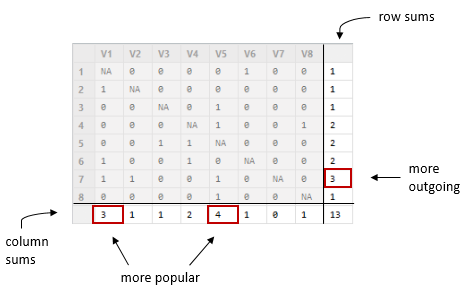 row sums
V1 V2 V3 V4 V5 V6 V7 V8
1 NA 0 0 0 0 1 0 0 1
2 1 NA 0 0 0 0 0 0 1
3 0 0 NA 0 1 0 0 0 1
4 0 0 0 NA 1 0 0 1 2
5 0 0 1 1 NA 0 0 0 2
6 1 0 0 1 0 NA 0 0 2
7 1 1 0 0 1 0 NA 0 3
8 0 0 0 0 1 0 0 NA 1
3 1 1 2 4 1 0 1 13
more
outgoing
column
sums
more popular